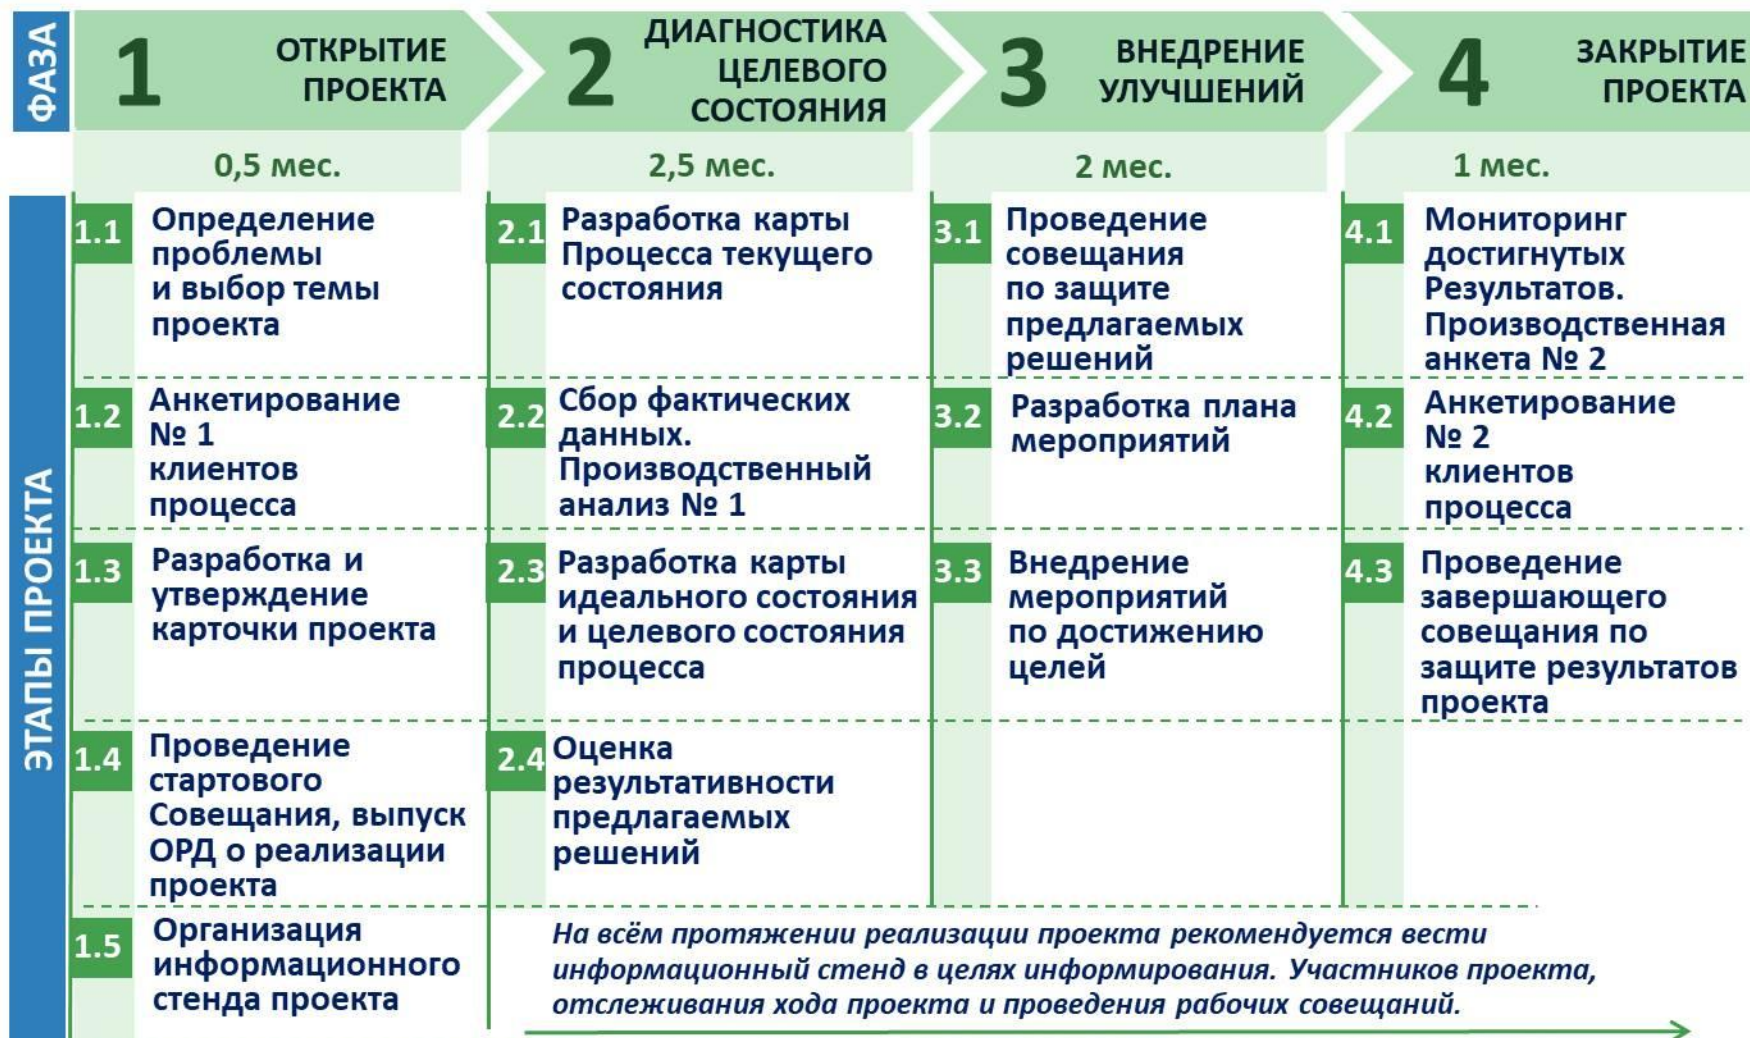 ФАЗА
1
ОТКРЫТИЕ
ПРОЕКТА
2
ДИАГНОСТИКА
ЦЕЛЕВОГО
СОСТОЯНИЯ
3
ВНЕДРЕНИЕ
УЛУЧШЕНИЙ
4
ЗАКРЫТИЕ
ПРОЕКТА
0,5 мес.
2,5 мес.
2 мес.
1 мес.
ЭТАПЫ ПРОЕКТА
1.1
Определение
проблемы
и выбор темы
проекта
2.1
Разработка карты
Процесса текущего
состояния
3.1
Проведение
совещания
по защите
предлагаемых
решений
4.1
Мониторинг
достигнутых
Результатов.
Производственная
анкета № 2
1.2
Анкетирование
№ 1
клиентов
процесса
2.2
Сбор фактических
данных.
Производственный
анализ № 1
3.2
Разработка плана
мероприятий
4.2
Анкетирование
№ 2
клиентов
процесса
1.3
Разработка и
утверждение
карточки проекта
2.3
Разработка карты
идеального состояния
и целевого состояния
процесса
3.3
Внедрение
мероприятий
по достижению
целей
4.3
Проведение
завершающего
совещания по
защите результатов
проекта
1.4
Проведение
стартового
Совещания, выпуск
ОРД о реализации
проекта
2.4
Оценка
результативности
предлагаемых
решений
1.5
Организация
информационного
стенда проекта
На всём протяжении реализации проекта рекомендуется вести
информационный стенд в целях информирования. Участников проекта,
отслеживания хода проекта и проведения рабочих совещаний.